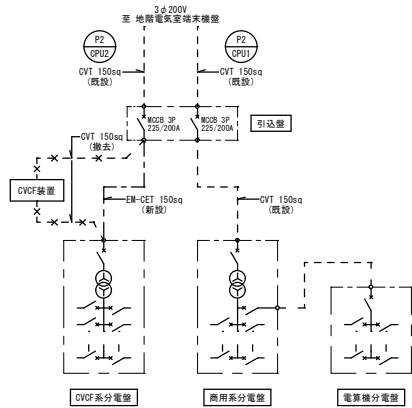 3φ200V
至 地階電気室端末機盤
P2
CPU2
P2
CPU1
CVT 150sq
(既設)
CVT 150sq
(既設)
MCCB 3P
225/200A
MCCB 3P
225/200A
引込盤
CVT 150sq
(撤去)
CVCF装置
EM-CET 150sq
(新設)
CVT 150sq
(既設)
CVCF系分電盤
商用系分電盤
電算機分電盤